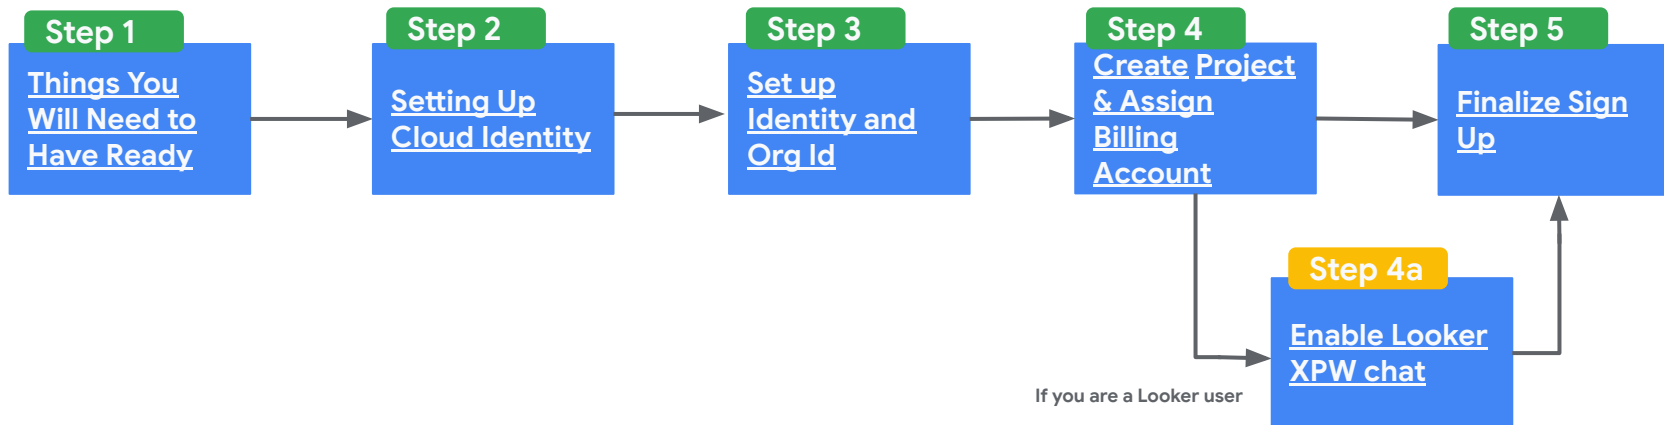 Step 1
Things You
Will Need to
Have Ready
Step 2
Setting Up
Cloud Identity
Step 3
Set up
Identity and
Org Id
Step 4
Create Project
& Assign
Billing
Account
Step 5
Finalize Sign
Up
Step 4a
Enable Looker
XPW chat
If you are a Looker user